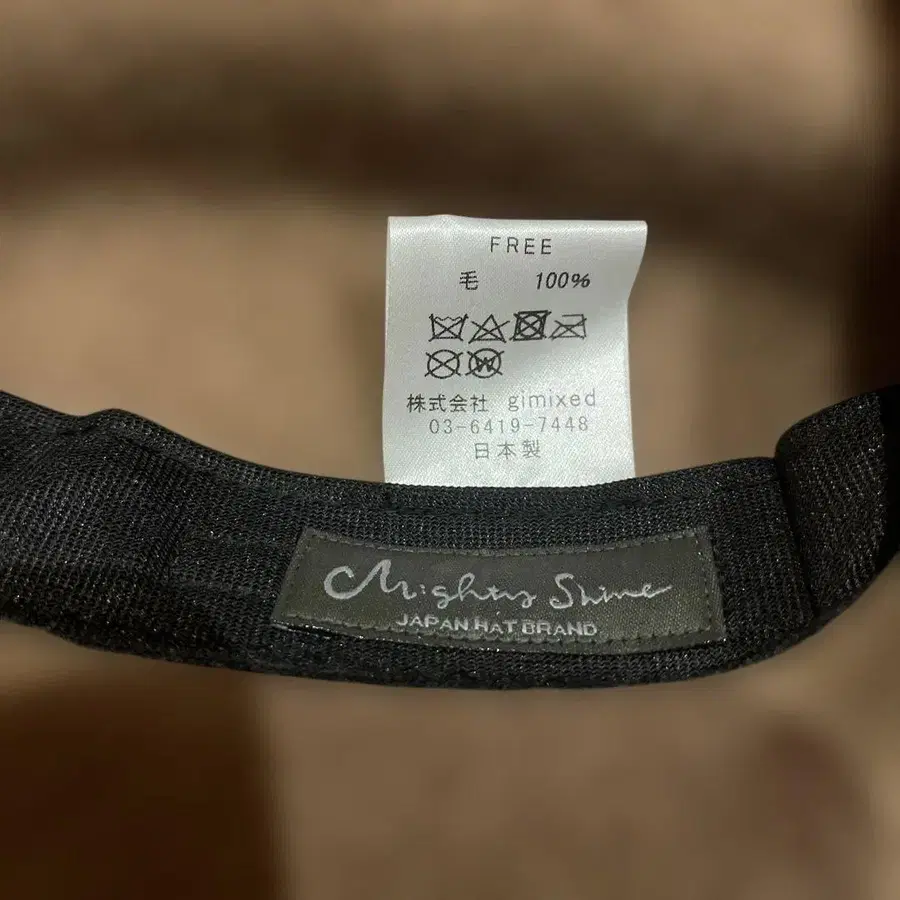 FREE
毛 100%
W
株式会社 gimixed
03-6419-7448
日本製
Mighty Shine
JAPAN HAT BRAND